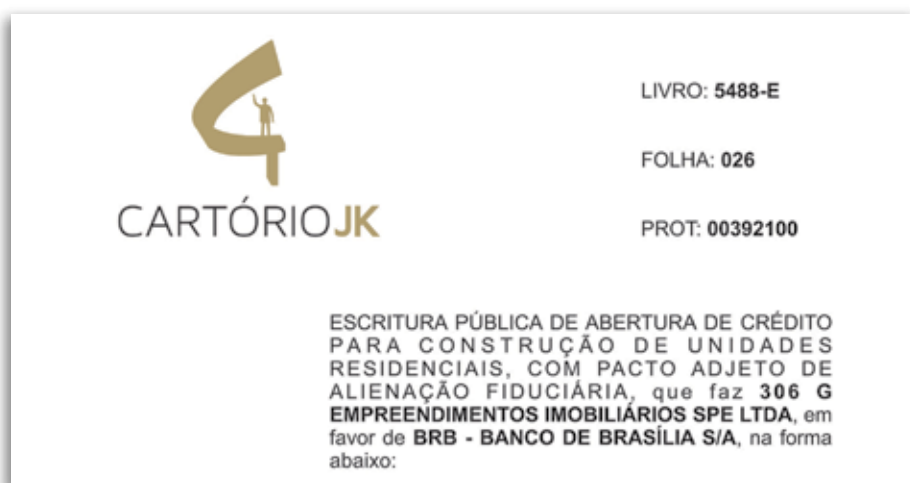 LIVRO: 5488-E
FOLHA: 026
CARTÓRIOJK
PROT: 00392100
ESCRITURA PÚBLICA DE ABERTURA DE CRÉDITO
PARA CONSTRUÇÃO DE UNIDADES
RESIDENCIAIS, COM PACTO ADJETO DE
ALIENAÇÃO FIDUCIÁRIA, que faz 306 G
EMPREENDIMENTOS IMOBILIÁRIOS SPE LTDA, em
favor de BRB - BANCO DE BRASÍLIA S/A, na forma
abaixo: